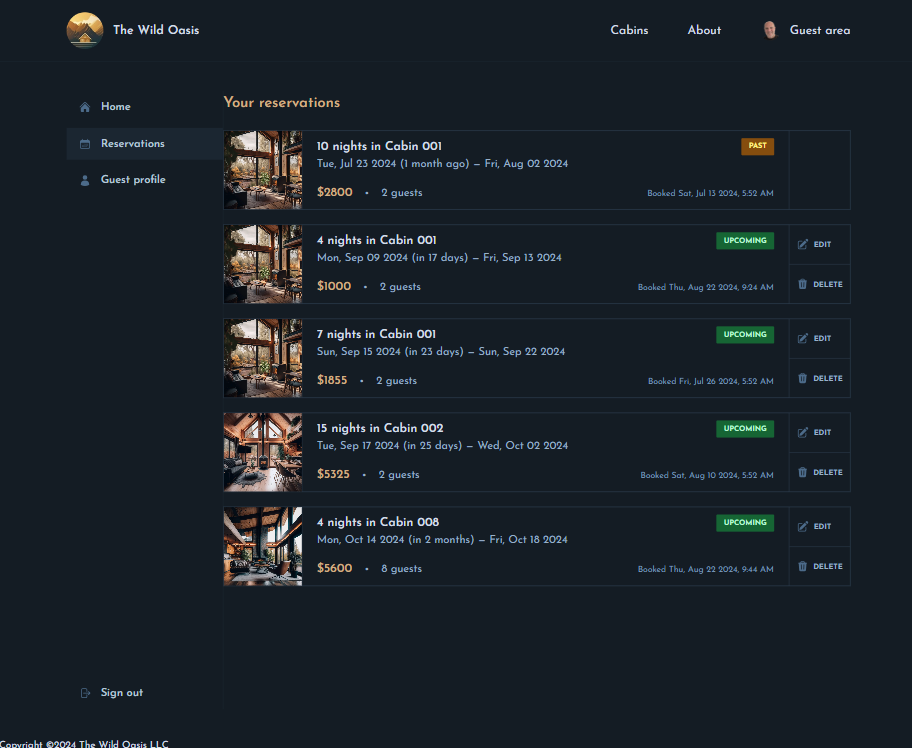 The Wild Oasis
Cabins
About
Guest area
Home
Reservations
Guest profile
Your reservations
10 nights in Cabin 001
PAST
Tue, Jul 23 2024 (1 month ago) — Fri, Aug 02 2024
$2800 • 2 guests
Booked Sat, Jul 13 2024, 5:52 AM
4 nights in Cabin 001
UPCOMING
Mon, Sep 09 2024 (in 17 days) — Fri, Sep 13 2024
$1000 • 2 guests
Booked Thu, Aug 22 2024, 9:24 AM
EDIT
DELETE
7 nights in Cabin 001
UPCOMING
Sun, Sep 15 2024 (in 23 days) — Sun, Sep 22 2024
$1855 • 2 guests
Booked Fri, Jul 26 2024, 5:52 AM
EDIT
DELETE
15 nights in Cabin 002
UPCOMING
Tue, Sep 17 2024 (in 25 days) — Wed, Oct 02 2024
$5325 • 2 guests
Booked Sat, Aug 10 2024, 5:52 AM
EDIT
DELETE
4 nights in Cabin 008
UPCOMING
Mon, Oct 14 2024 (in 2 months) — Fri, Oct 18 2024
$5600 • 8 guests
Booked Thu, Aug 22 2024, 9:44 AM
EDIT
DELETE
Sign out
Copyright ©2024 The Wild Oasis LLC